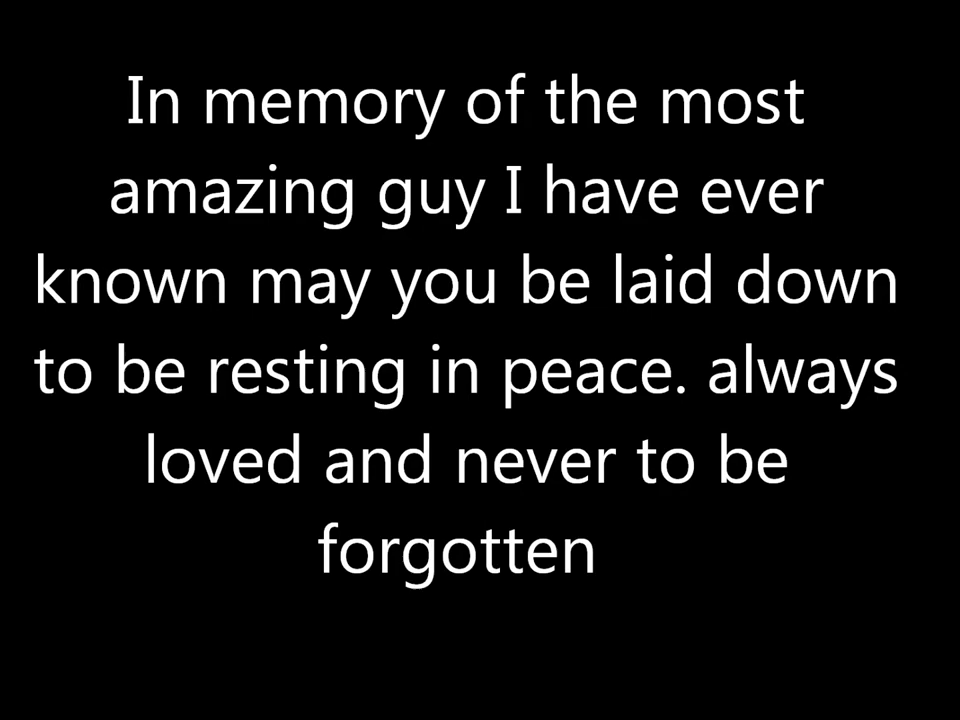 In memory of the most
amazing guy I have ever
known may you be laid down
to be resting in peace. always
loved and never to be
forgotten